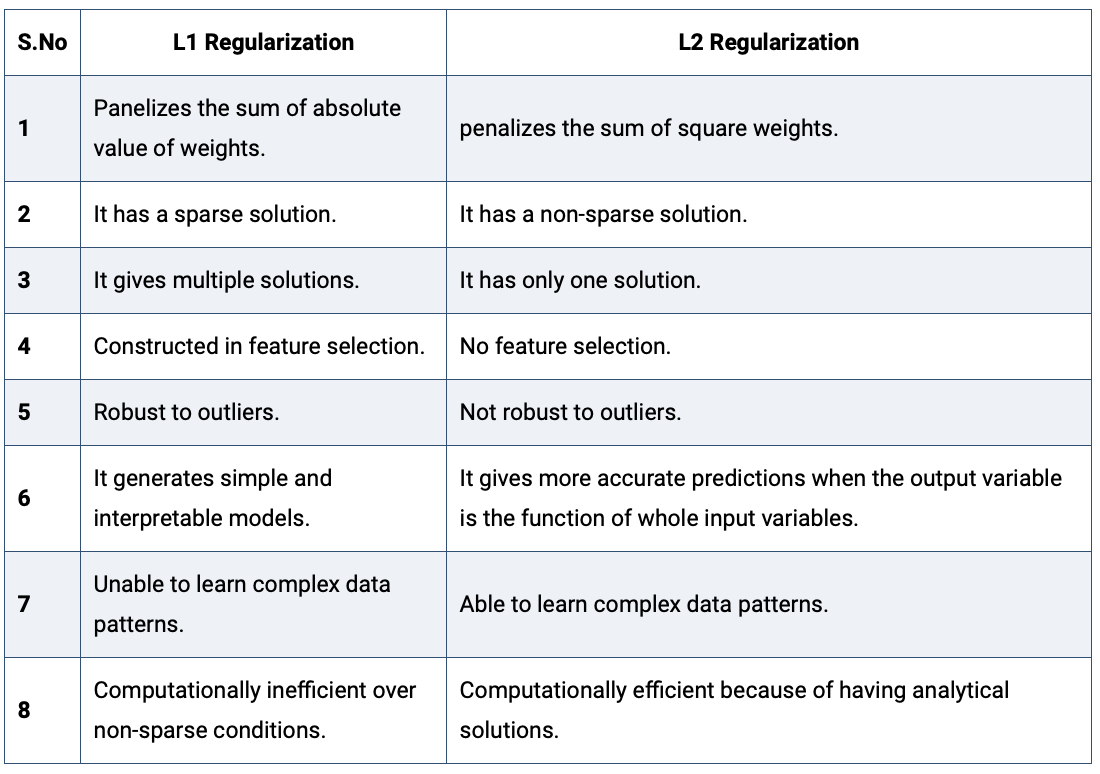 S.No L1 Regularization L2 Regularization
1 Panelizes the sum of absolute
value of weights. penalizes the sum of square weights.
2 It has a sparse solution. It has a non-sparse solution.
3 It gives multiple solutions. It has only one solution.
4 Constructed in feature selection. No feature selection.
5 Robust to outliers. Not robust to outliers.
6 It generates simple and
interpretable models. It gives more accurate predictions when the output variable
is the function of whole input variables.
7 Unable to learn complex data
patterns. Able to learn complex data patterns.
8 Computationally inefficient over
non-sparse conditions. Computationally efficient because of having analytical
solutions.